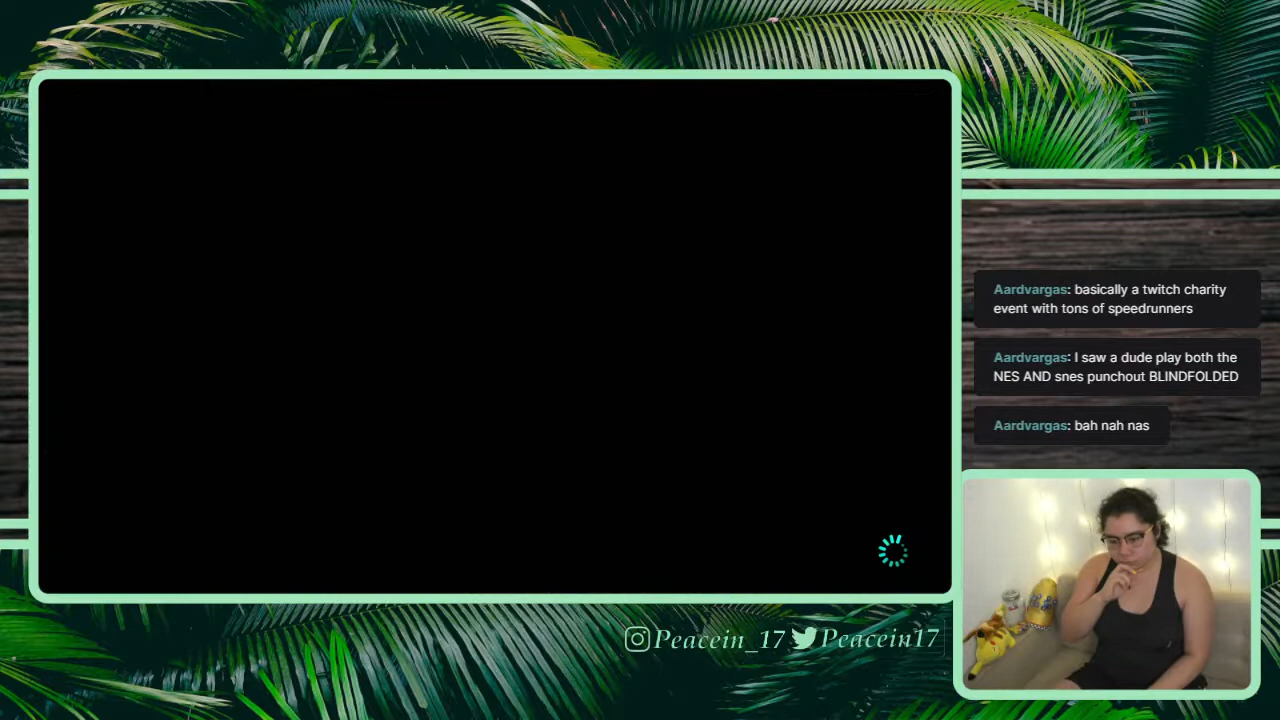 Aardvargas: basically a twitch charity
event with tons of speedrunners
Aardvargas: I saw a dude play both the
NES AND snes punchout BLINDFOLDED
Aardvargas: bah nah nas
Peacein_17 Peacein17